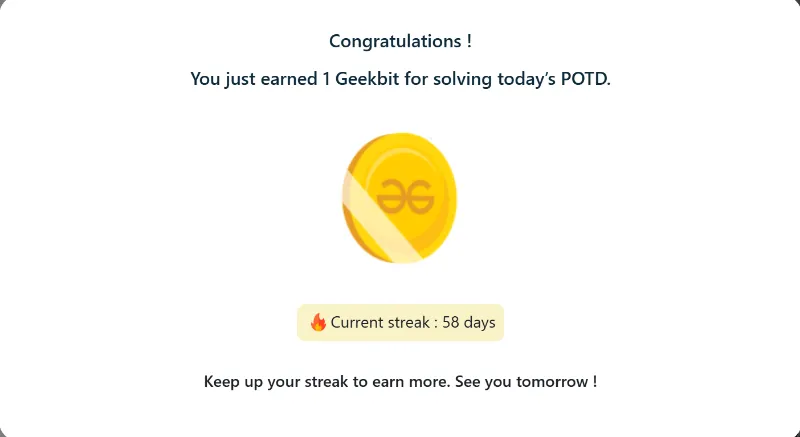 Congratulations !
You just earned 1 Geekbit for solving today’s POTD.
🔥 Current streak : 58 days
Keep up your streak to earn more. See you tomorrow !